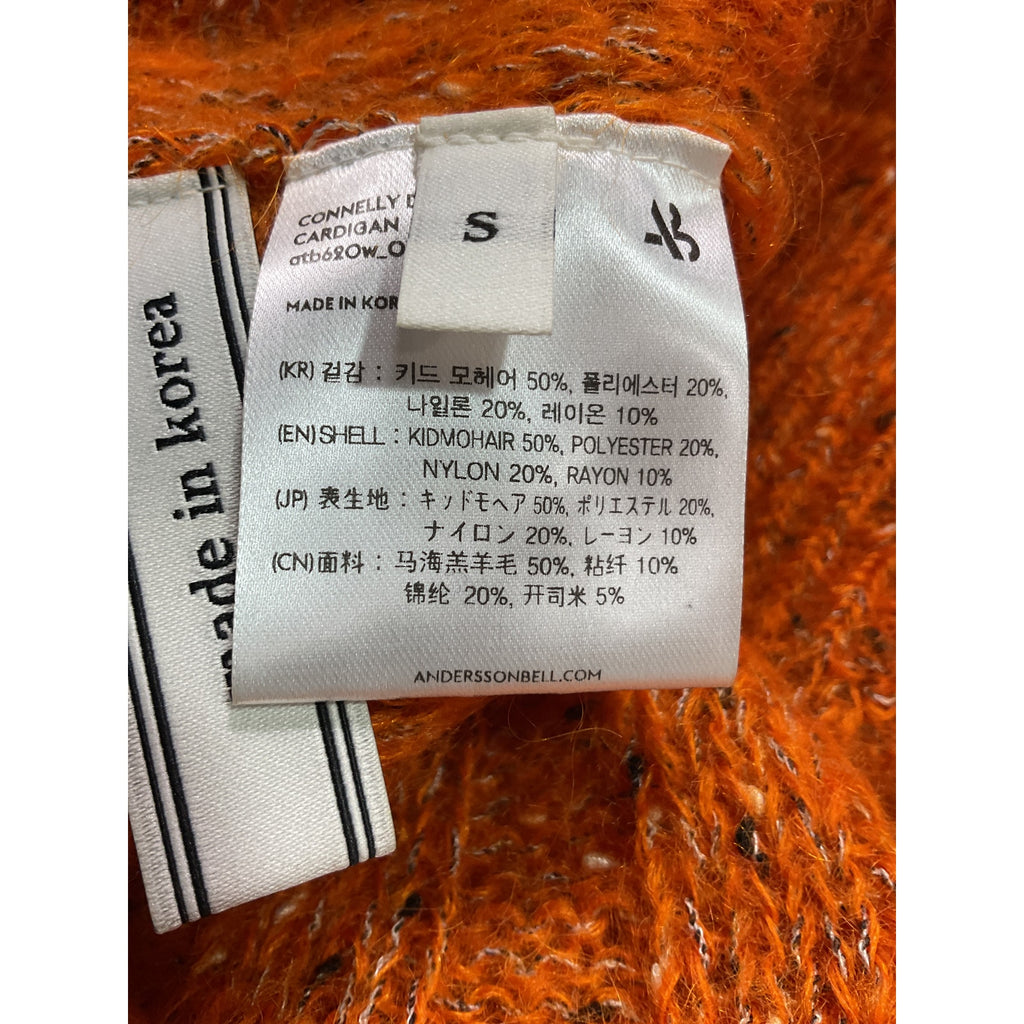 CONNELLY
CARDIGAN
atb620w_0
S
MADE IN
(KR) 겉감 : 키드 모헤어 50%, 폴리에스터 20%,
나일론 20%, 레이온 10%
(EN) SHELL : KIDMOHAIR 50%, POLYESTER 20%,
NYLON 20%, RAYON 10%
(JP) 表生地 : キッドモヘア 50%, ポリエステル 20%,
ナイロン 20%, レーヨン 10%
(CN) 面料 : 马海羔羊毛 50%, 粘纤 10%
锦纶 20%, 开司米 5%
ANDERSSONBELL.COM
made in korea